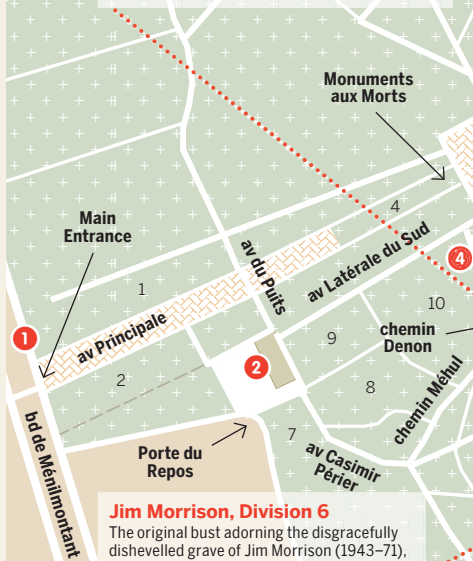 Monuments
aux Morts
4
Main
Entrance
av du Puits
av Latérale du Sud
4
1
10
1
av Principale
chemin
Denon
9
2
2
8
chemin Méhul
bd de Ménilmontant
7
Porte du
Repos
av Casimir
Périer
Jim Morrison, Division 6
The original bust adorning the disgracefully
dishevelled grave of Jim Morrison (1943–71),